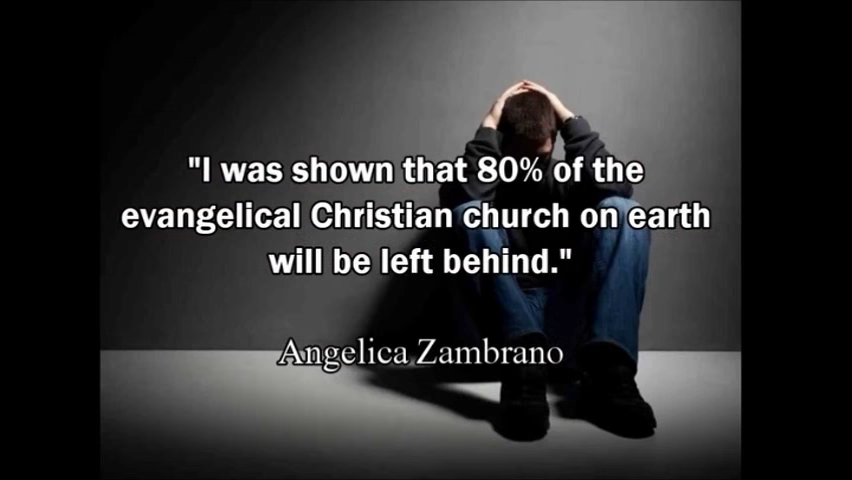 "I was shown that 80% of the
evangelical Christian church on earth
will be left behind."
Angelica Zambrano